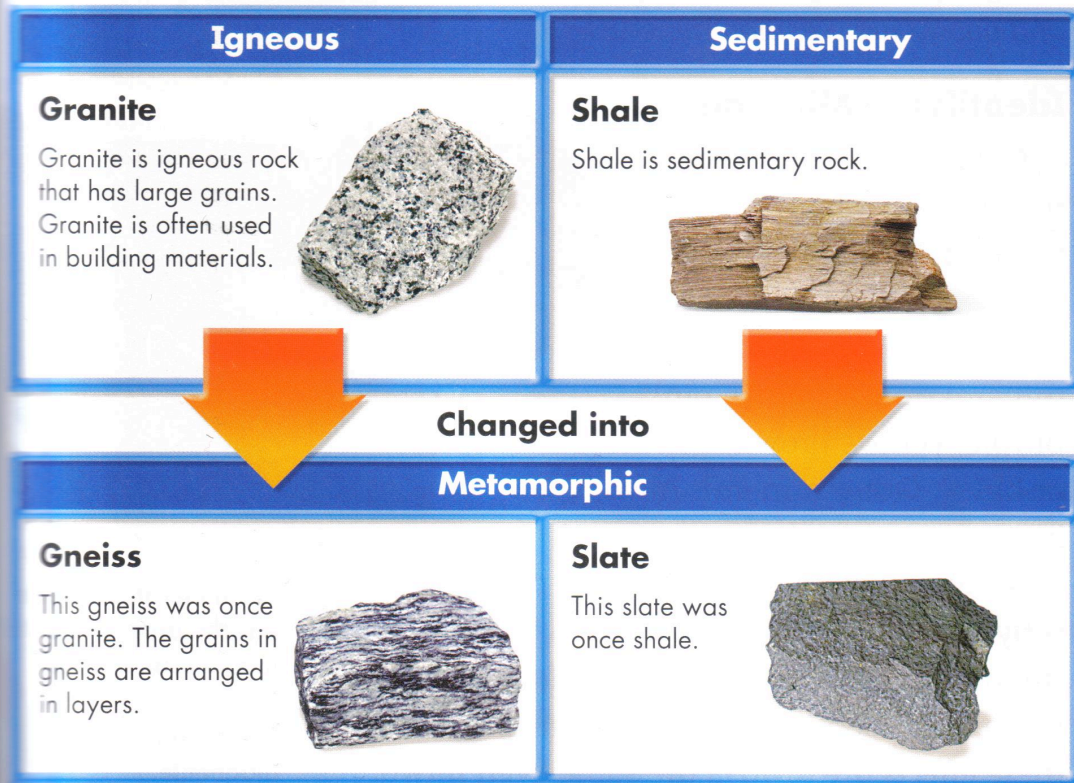 Igneous
Granite
Granite is igneous rock
that has large grains.
Granite is often used
in building materials.
Sedimentary
Shale
Shale is sedimentary rock.
Changed into
Metamorphic
Gneiss
This gneiss was once
granite. The grains in
gneiss are arranged
in layers.
Slate
This slate was
once shale.